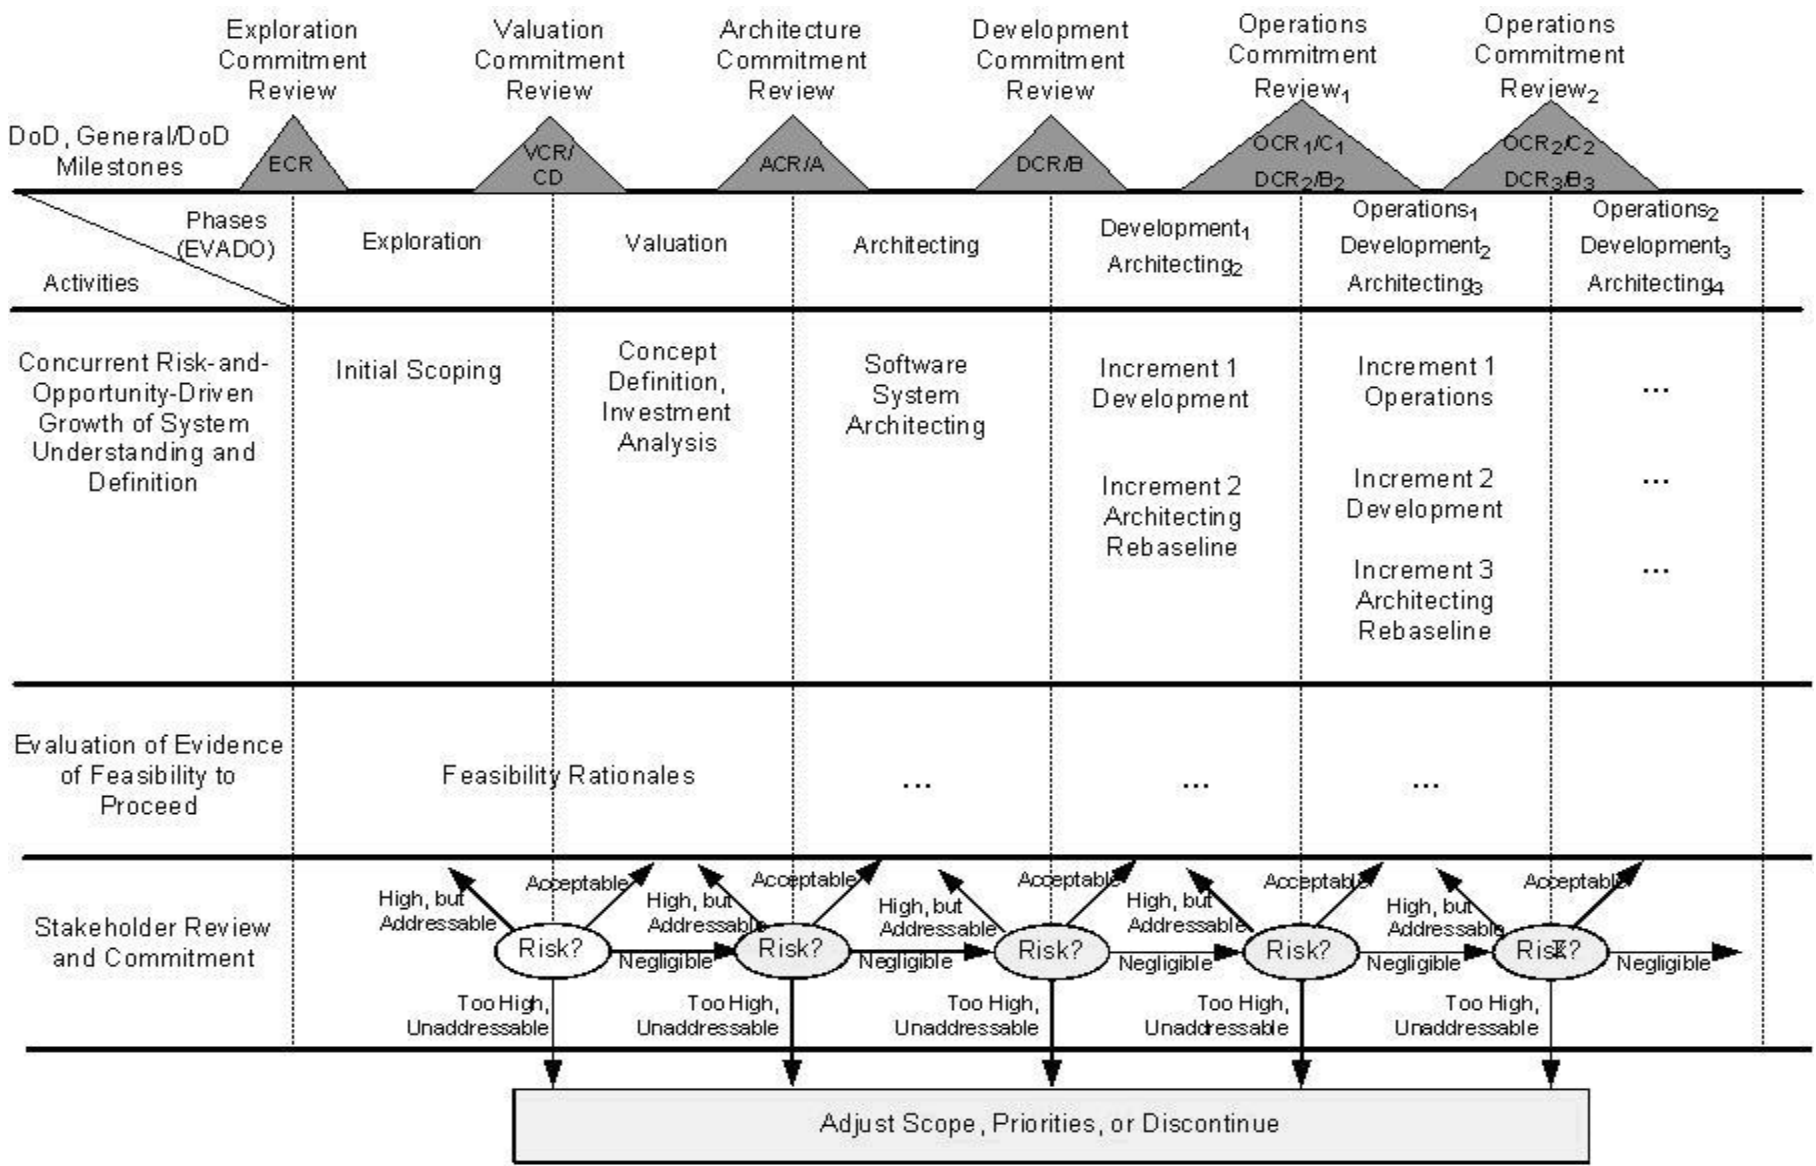 Exploration
Commitment
Review
Valuation
Commitment
Review
Architecture
Commitment
Review
Development
Commitment
Review
Operations
Commitment
Review₁
Operations
Commitment
Review₂
DoD, General/DoD
Milestones
ECR
VCR/
CD
ACR/A
DCR/B
OCR₁/C₁
DCR₂/B₂
OCR₂/C₂
DCR₃/B₃
Phases
(EVADO)
Activities
Exploration
Valuation
Architecting
Development₁
Architecting₂
Operations₁
Development₂
Architecting₃
Operations₂
Development₃
Architecting₄
Concurrent Risk-and-
Opportunity-Driven
Growth of System
Understanding and
Definition
Initial Scoping
Concept
Definition,
Investment
Analysis
Software
System
Architecting
Increment 1
Development
Increment 2
Architecting
Rebaseline
Increment 1
Operations
Increment 2
Development
Increment 3
Architecting
Rebaseline
...
...
...
Evaluation of Evidence
of Feasibility to
Proceed
Feasibility Rationales
...
...
...
Stakeholder Review
and Commitment
High, but
Addressable
Acceptable
Risk?
Negligible
Too High,
Unaddressable
High, but
Addressable
Acceptable
Risk?
Negligible
Too High,
Unaddressable
High, but
Addressable
Acceptable
Risk?
Negligible
Too High,
Unaddressable
High, but
Addressable
Acceptable
Risk?
Negligible
Too High,
Unaddressable
High, but
Addressable
Acceptable
Risk?
Negligible
Too High,
Unaddressable
Adjust Scope, Priorities, or Discontinue